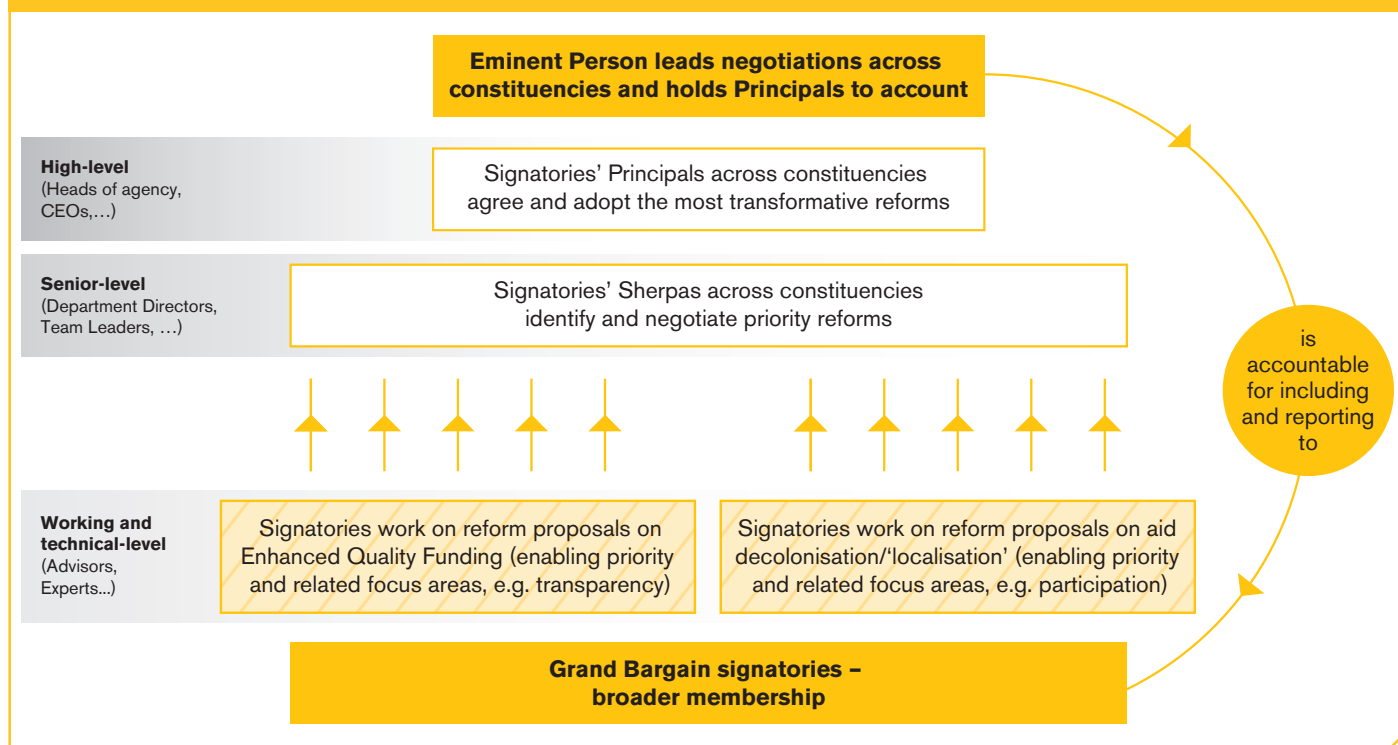 Eminent Person leads negotiations across
constituencies and holds Principals to account
High-level
(Heads of agency,
CEOs,…)
Signatories’ Principals across constituencies
agree and adopt the most transformative reforms
Senior-level
(Department Directors,
Team Leaders, …)
Signatories’ Sherpas across constituencies
identify and negotiate priority reforms
is
accountable
for including
and reporting
to
Working and
technical-level
(Advisors,
Experts...)
Signatories work on reform proposals on
Enhanced Quality Funding (enabling priority
and related focus areas, e.g. transparency)
Signatories work on reform proposals on aid
decolonisation/‘localisation’ (enabling priority
and related focus areas, e.g. participation)
Grand Bargain signatories –
broader membership